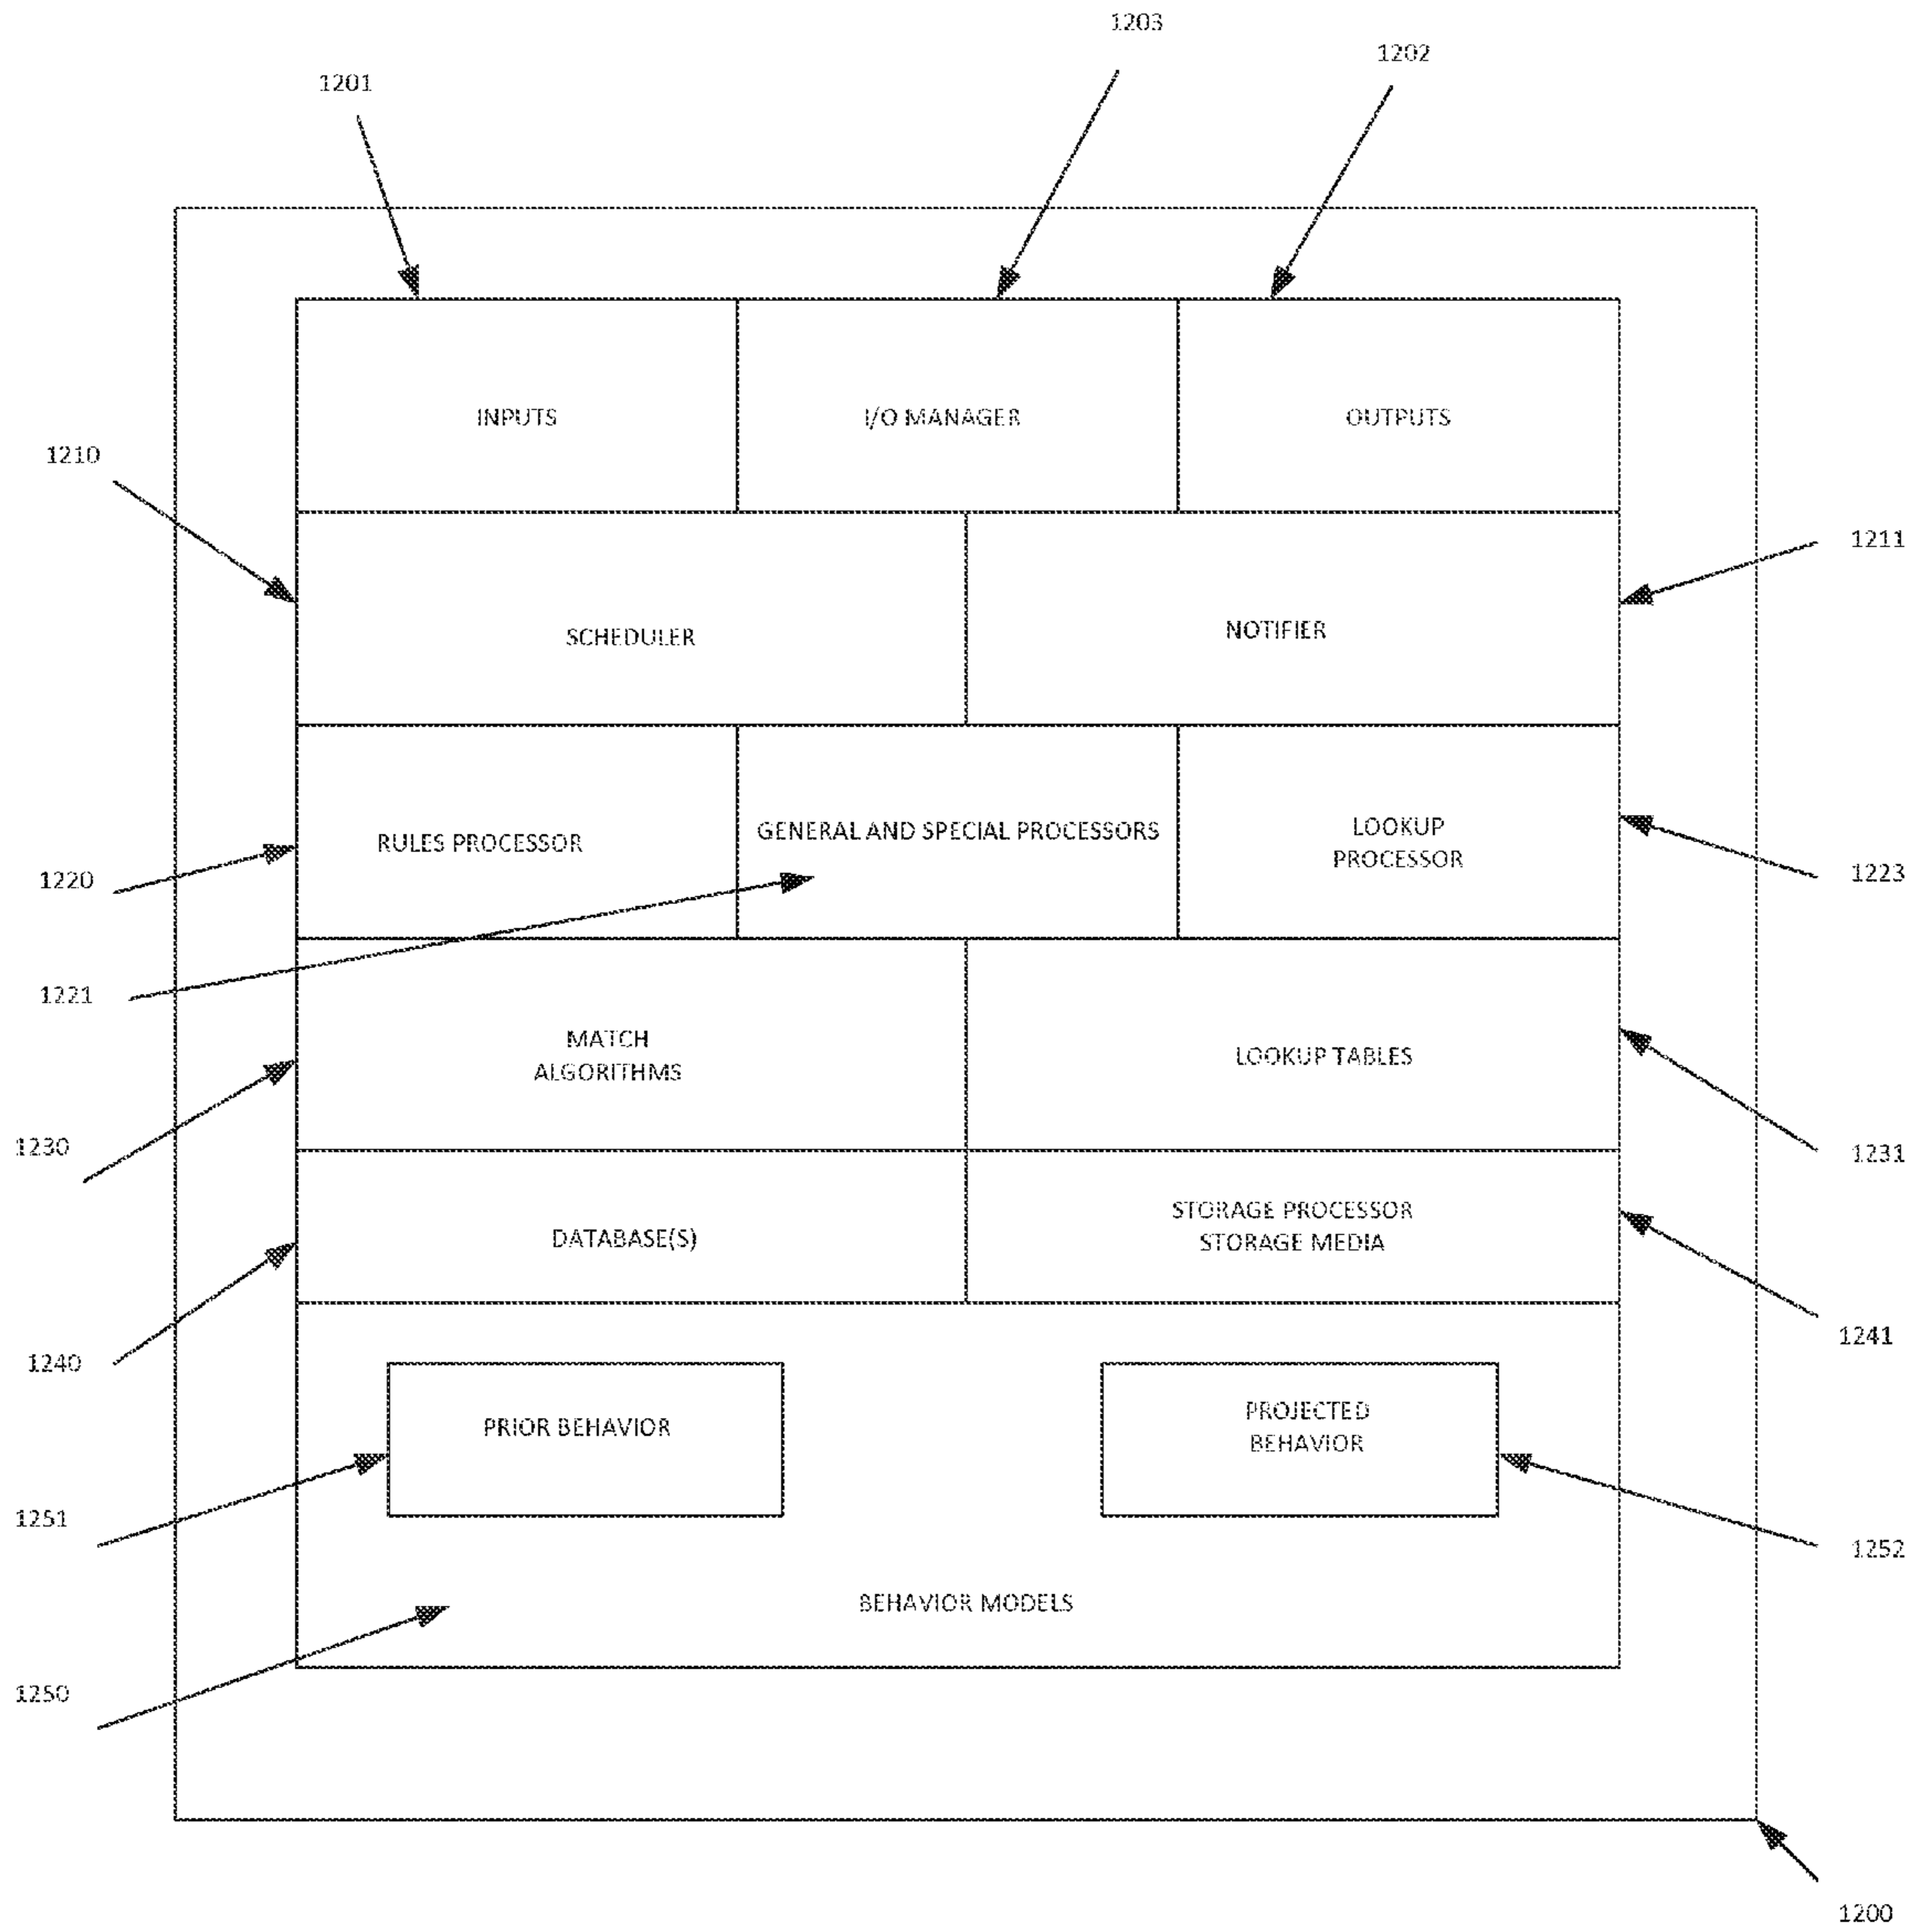 1203
1202
1201
INPUTS
I/O MANAGER
OUTPUTS
1210
1211
SCHEDULER
NOTIFIER
RULES PROCESSOR
GENERAL AND SPECIAL PROCESSORS
LOOKUP
PROCESSOR
1220
1223
1221
MATCH
ALGORITHMS
LOOKUP TABLES
1230
1231
DATABASE(S)
STORAGE PROCESSOR
STORAGE MEDIA
1240
1241
PRIOR BEHAVIOR
PROJECTED
BEHAVIOR
1251
1252
BEHAVIOR MODELS
1250
1200